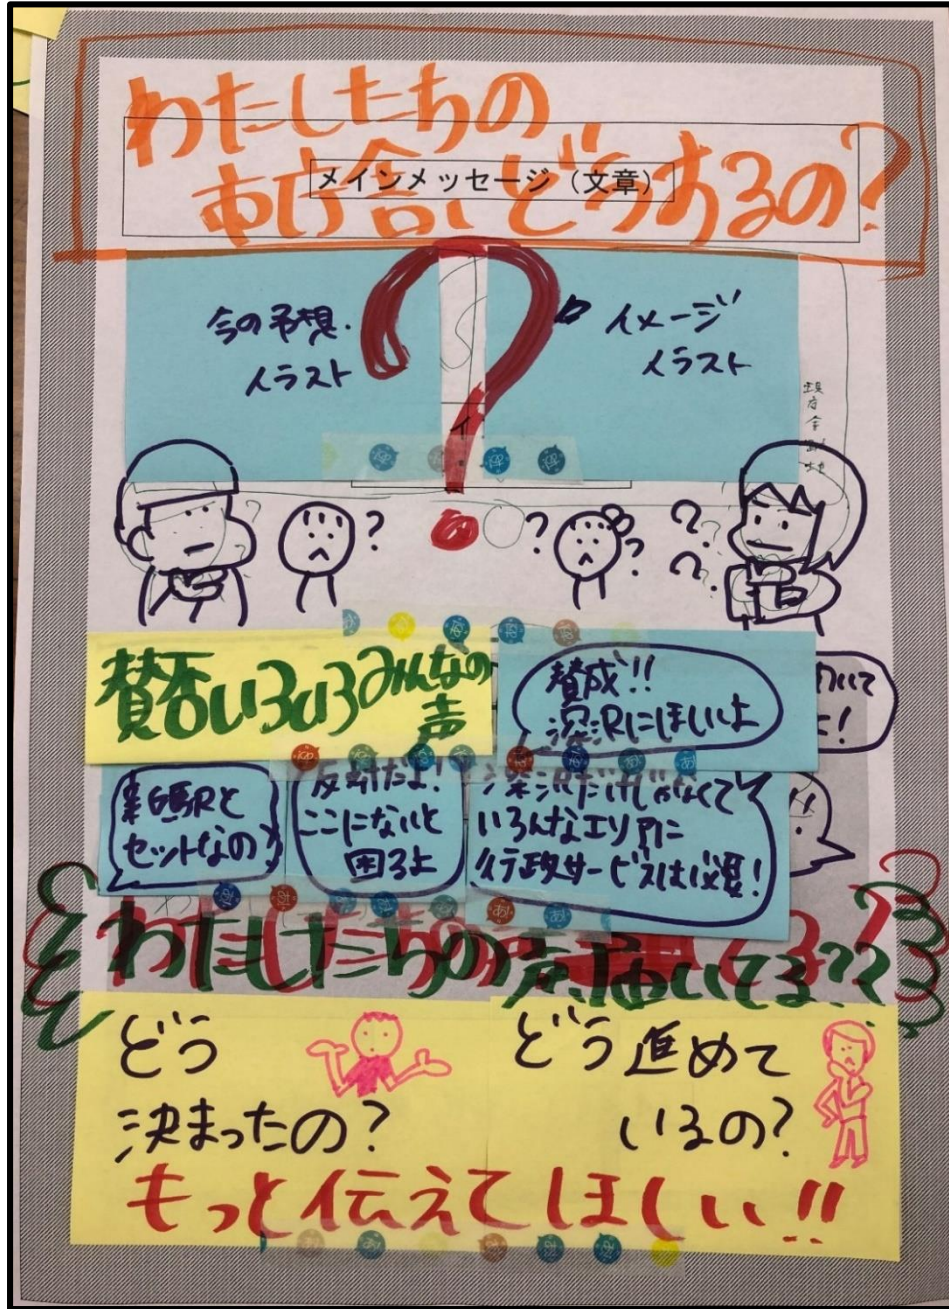 わたしたちの
市庁舎どうするの?
メインメッセージ(文章)
今の予想
イラスト
イメージ
イラスト
イ
?
?
?
?
?
?
賛否いろいろみんなの
声
賛成!!
深沢にほしいよ
新駅と
セットなの?
反対だよ!
ここにないと
困るよ
深沢だけじゃなくて
いろんなエリアに
行政サービスは必要!
わたしたちの声聞いてる??
どう
決まったの?
どう進めて
いるの?
もっと伝えてほしい!!